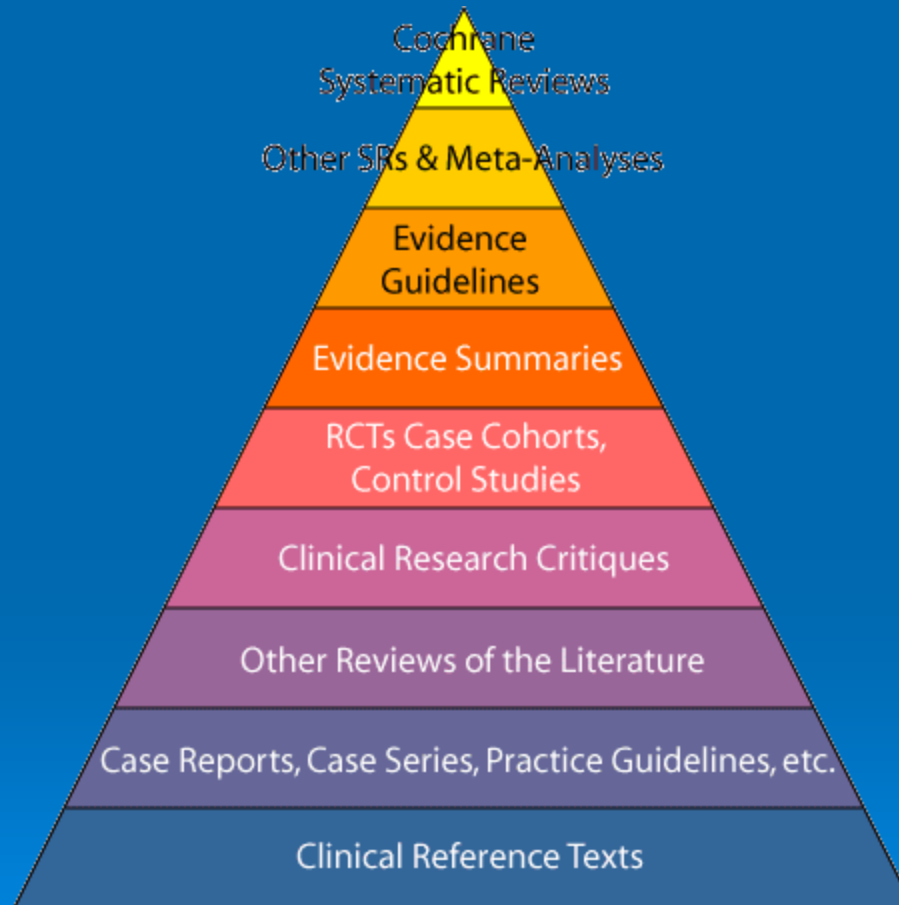 Cochrane
Systematic Reviews
Other SRs & Meta-Analyses
Evidence
Guidelines
Evidence Summaries
RCTs Case Cohorts,
Control Studies
Clinical Research Critiques
Other Reviews of the Literature
Case Reports, Case Series, Practice Guidelines, etc.
Clinical Reference Texts